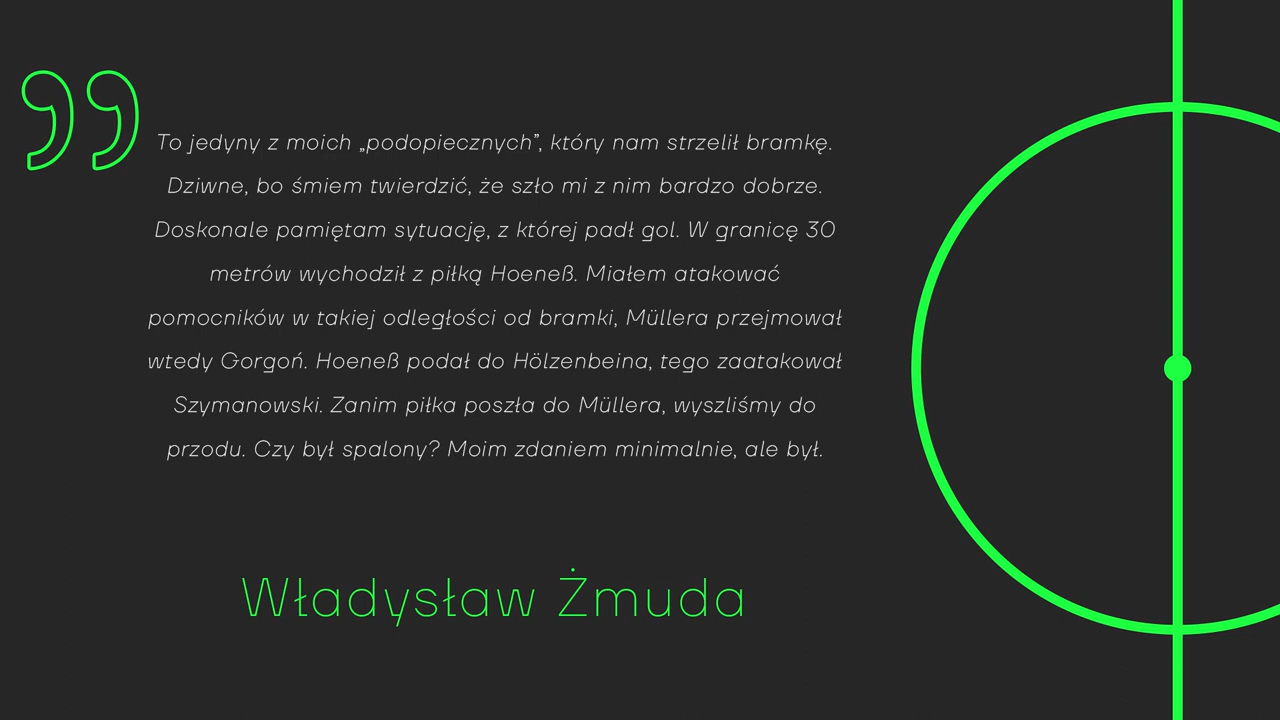 ”
To jedyny z moich „podopiecznych”, który nam strzelił bramkę.
Dziwne, bo śmiem twierdzić, że szło mi z nim bardzo dobrze.
Doskonale pamiętam sytuację, z której padł gol. W granicę 30
metrów wychodził z piłką Hoeneß. Miałem atakować
pomocników w takiej odległości od bramki, Müllera przejmował
wtedy Gorgoń. Hoeneß podał do Hölzenbeina, tego zaatakował
Szymanowski. Zanim piłka poszła do Müllera, wyszliśmy do
przodu. Czy był spalony? Moim zdaniem minimalnie, ale był.
Władysław Żmuda